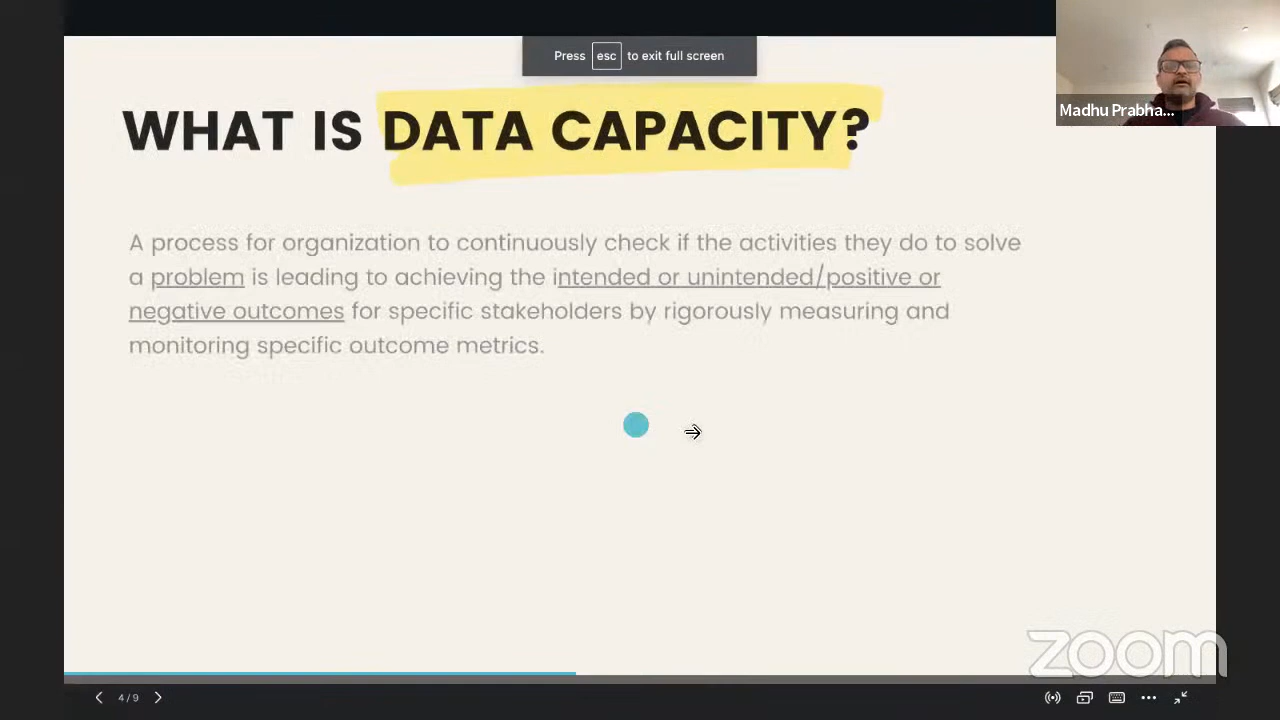 Press esc to exit full screen
Madhu Prabha...
WHAT IS DATA CAPACITY?
A process for organization to continuously check if the activities they do to solve
a problem is leading to achieving the intended or unintended/positive or
negative outcomes for specific stakeholders by rigorously measuring and
monitoring specific outcome metrics.
zoom
4/9